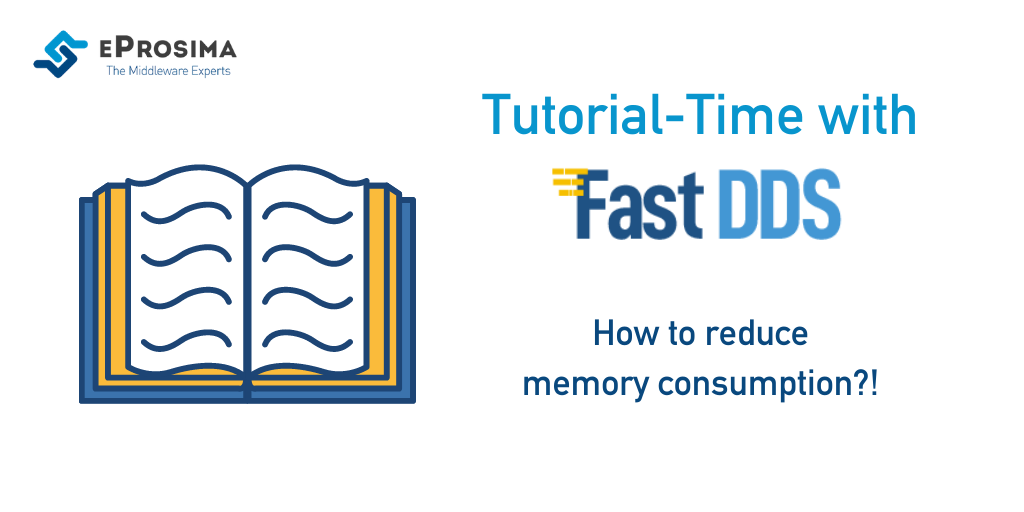 EPROSIMA
The Middleware Experts
Tutorial-Time with
Fast DDS
How to reduce
memory consumption?!